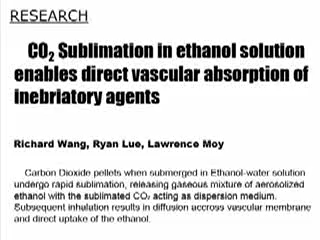 RESEARCH
CO₂ Sublimation in ethanol solution
enables direct vascular absorption of
inebriatory agents
Richard Wang, Ryan Lue, Lawrence Moy
Carbon Dioxide pellets when submerged in Ethanol-water solution
undergo rapid sublimation, releasing gaseous mixture of aerosolized
ethanol with the sublimated CO₂ acting as dispersion medium.
Subsequent inhalation results in diffusion accross vascular membrane
and direct uptake of the ethanol.